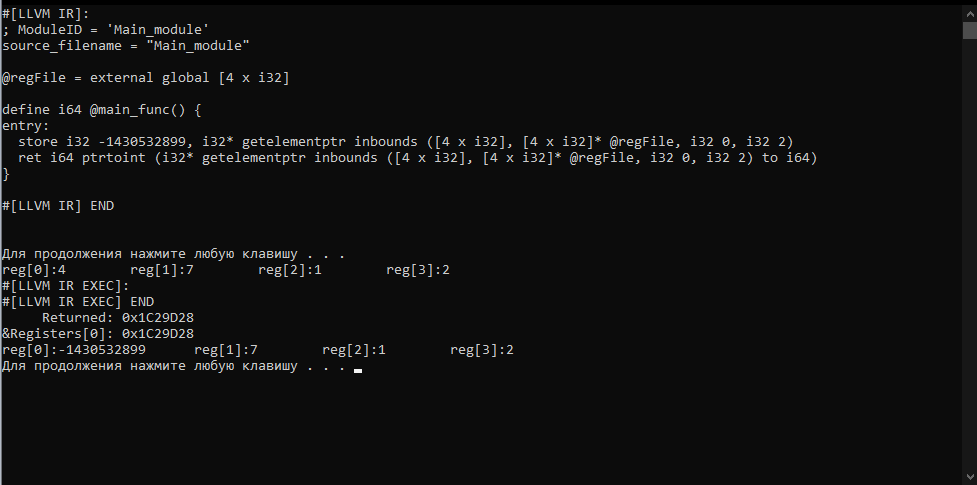 #[LLVM IR]:
; ModuleID = 'Main_module'
source_filename = "Main_module"
@regFile = external global [4 x i32]
define i64 @main_func() {
entry:
  store i32 -1430532899, i32* getelementptr inbounds ([4 x i32], [4 x i32]* @regFile, i32 0, i32 2)
  ret i64 ptrtoint (i32* getelementptr inbounds ([4 x i32], [4 x i32]* @regFile, i32 0, i32 2) to i64)
}
#[LLVM IR] END
Для продолжения нажмите любую клавишу . . .
reg[0]:4        reg[1]:7        reg[2]:1        reg[3]:2
#[LLVM IR EXEC]:
#[LLVM IR EXEC] END
     Returned: 0x1C29D28
&Registers[0]: 0x1C29D28
reg[0]:-1430532899      reg[1]:7        reg[2]:1        reg[3]:2
Для продолжения нажмите любую клавишу . . .